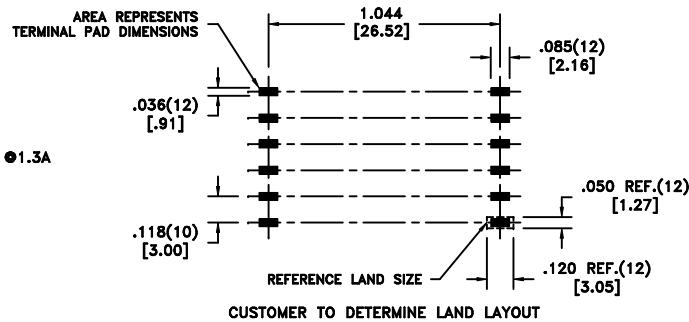 AREA REPRESENTS
TERMINAL PAD DIMENSIONS
1.044
[26.52]
.085(12)
[2.16]
.036(12)
[.91]
@1.3A
.050 REF.(12)
[1.27]
.118(10)
[3.00]
.120 REF.(12)
[3.05]
REFERENCE LAND SIZE
CUSTOMER TO DETERMINE LAND LAYOUT